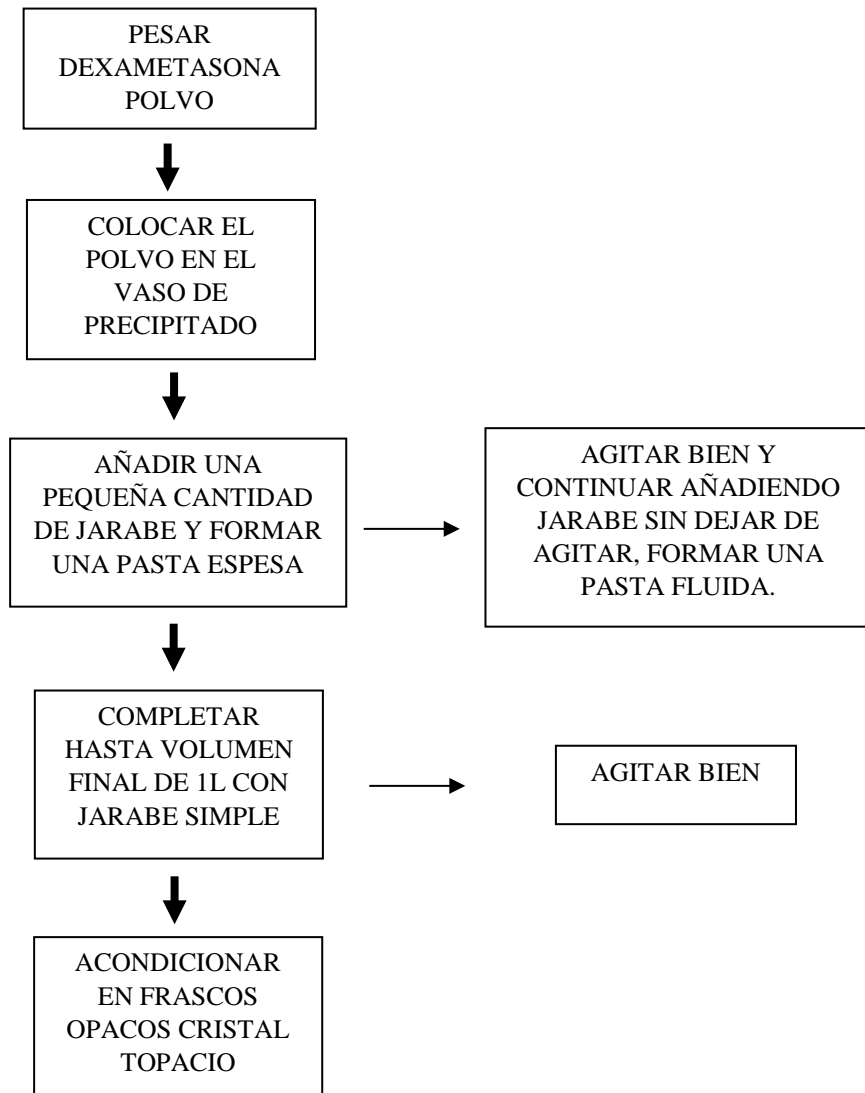 PESAR
DEXAMETASONA
POLVO
COLOCAR EL
POLVO EN EL
VASO DE
PRECIPITADO
AÑADIR UNA
PEQUEÑA CANTIDAD
DE JARABE Y FORMAR
UNA PASTA ESPESA
AGITAR BIEN Y
CONTINUAR AÑADIENDO
JARABE SIN DEJAR DE
AGITAR, FORMAR UNA
PASTA FLUIDA.
COMPLETAR
HASTA VOLUMEN
FINAL DE 1L CON
JARABE SIMPLE
AGITAR BIEN
ACONDICIONAR
EN FRASCOS
OPACOS CRISTAL
TOPACIO